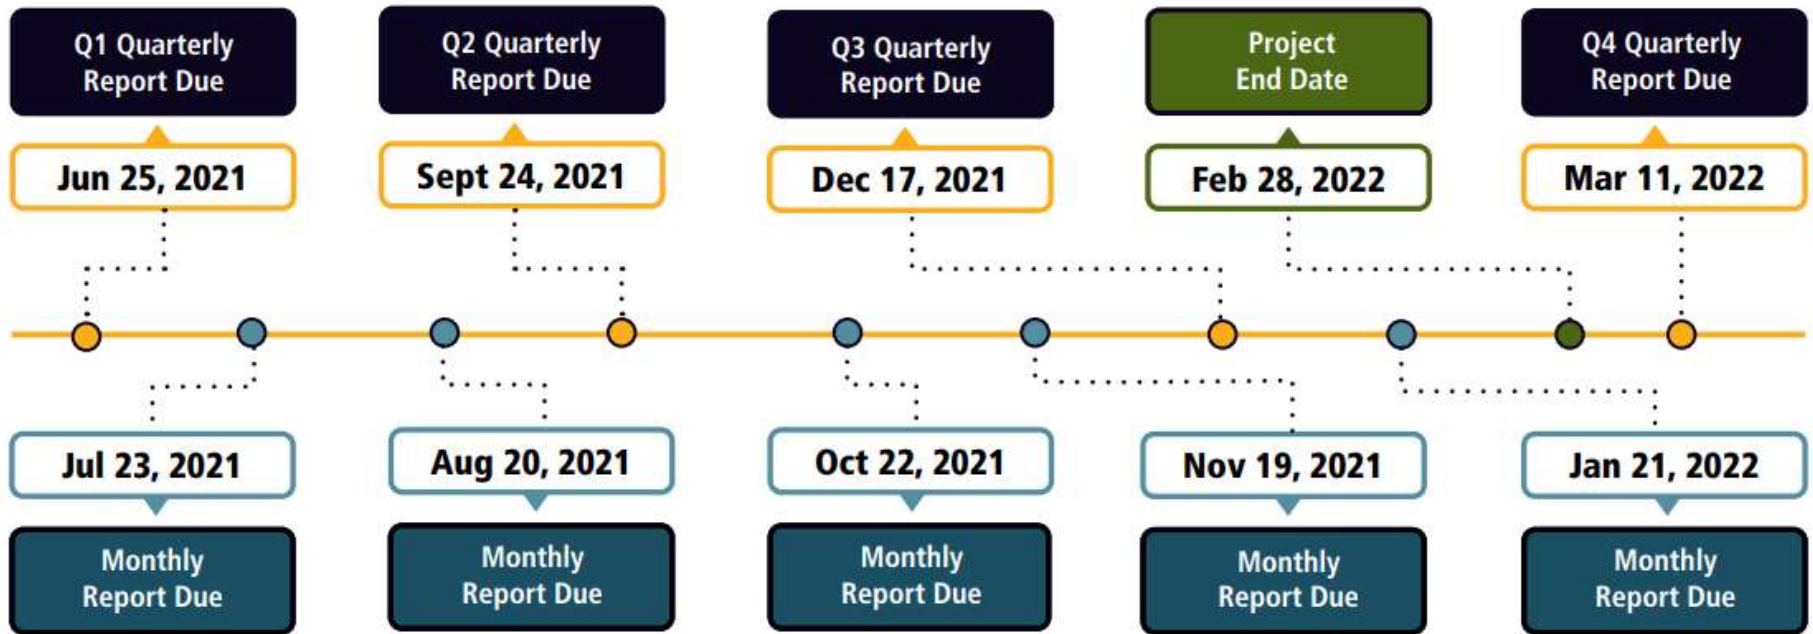 Q1 Quarterly
Report Due
Q2 Quarterly
Report Due
Q3 Quarterly
Report Due
Project
End Date
Q4 Quarterly
Report Due
Jun 25, 2021
Sept 24, 2021
Dec 17, 2021
Feb 28, 2022
Mar 11, 2022
Jul 23, 2021
Aug 20, 2021
Oct 22, 2021
Nov 19, 2021
Jan 21, 2022
Monthly
Report Due
Monthly
Report Due
Monthly
Report Due
Monthly
Report Due
Monthly
Report Due